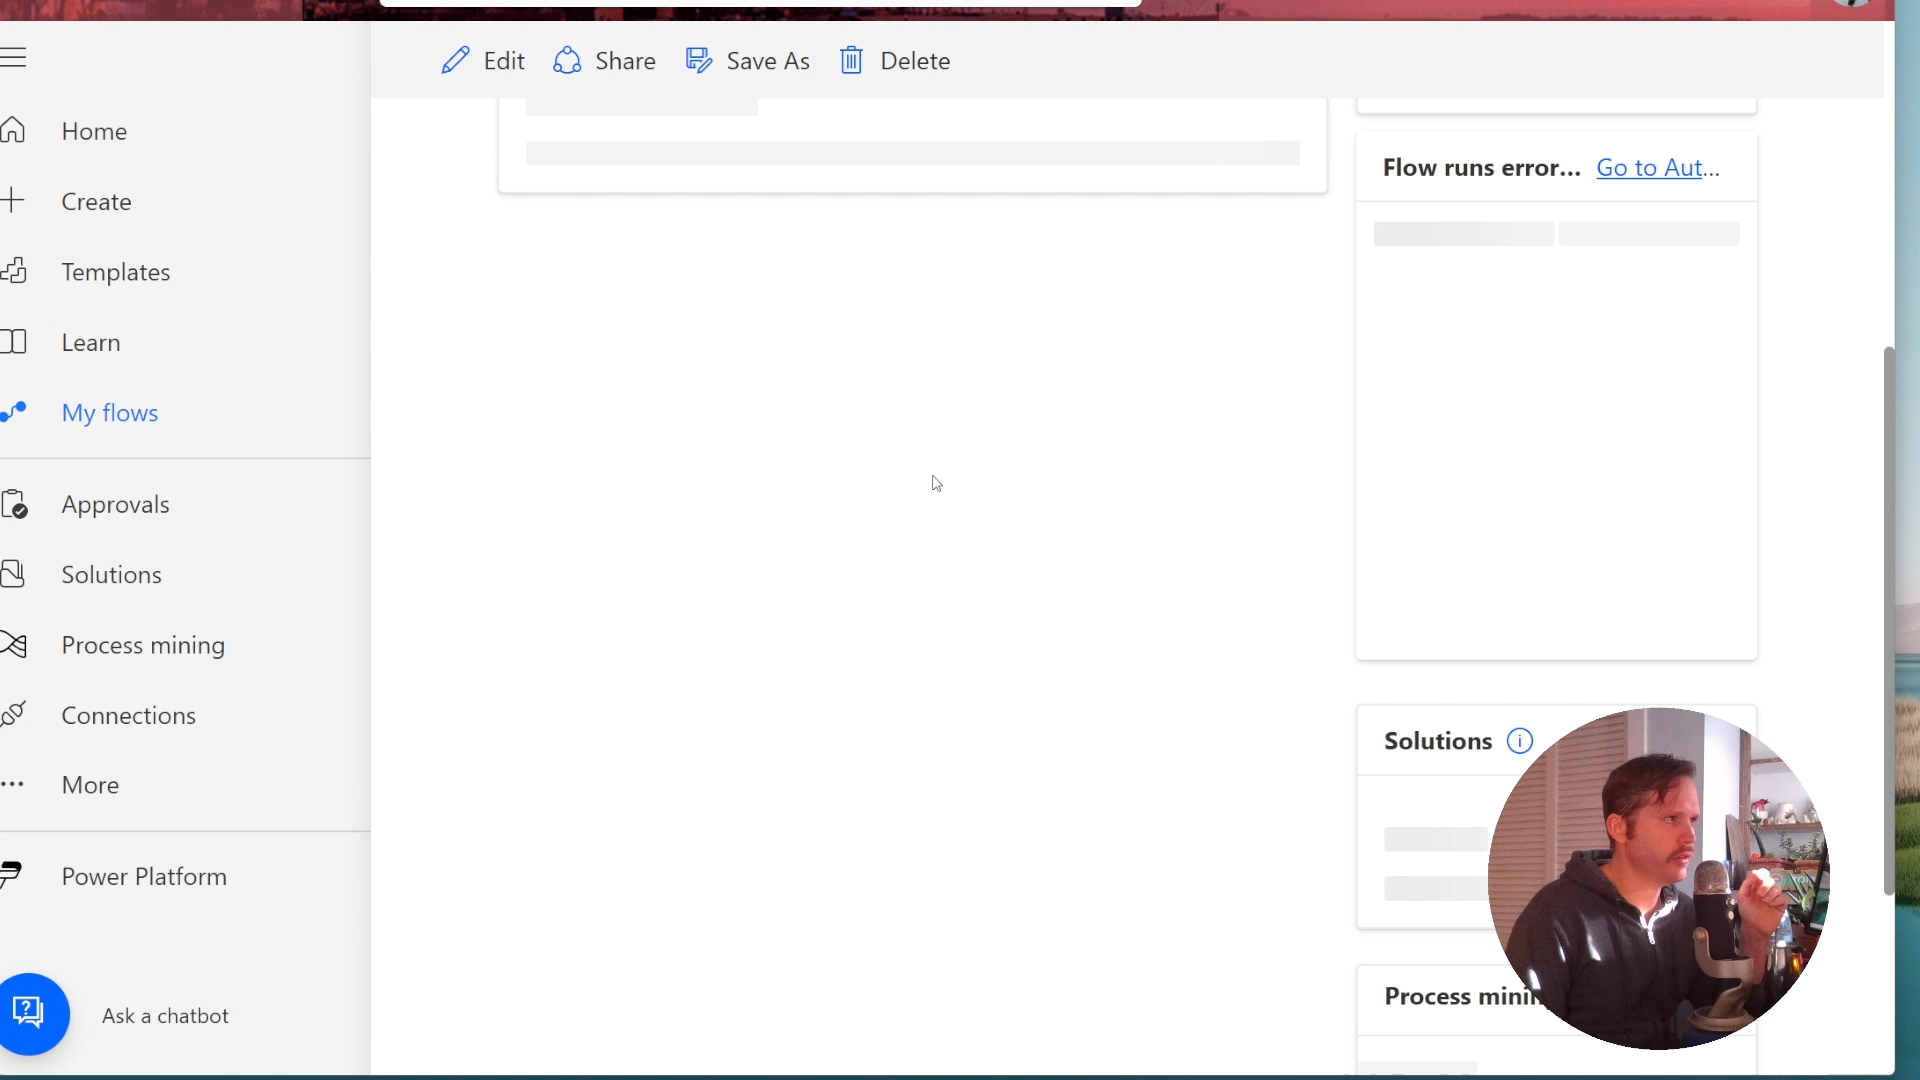 Edit
Share
Save As
Delete
Home
Create
Templates
Learn
My flows
Approvals
Solutions
Process mining
Connections
More
Power Platform
Ask a chatbot
Flow runs error... Go to Aut...
Solutions
Process minin